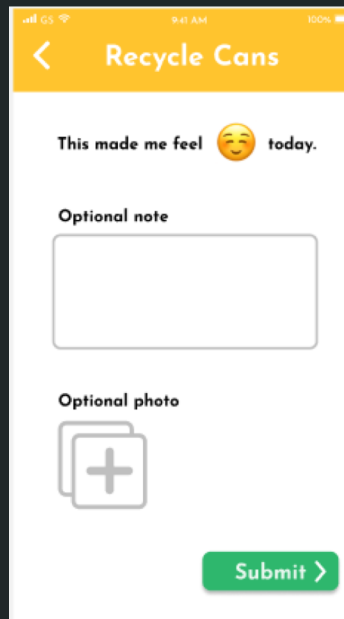 GS 9:41 AM 100%
Recycle Cans
This made me feel ☺️ today.
Optional note
Optional photo
Submit